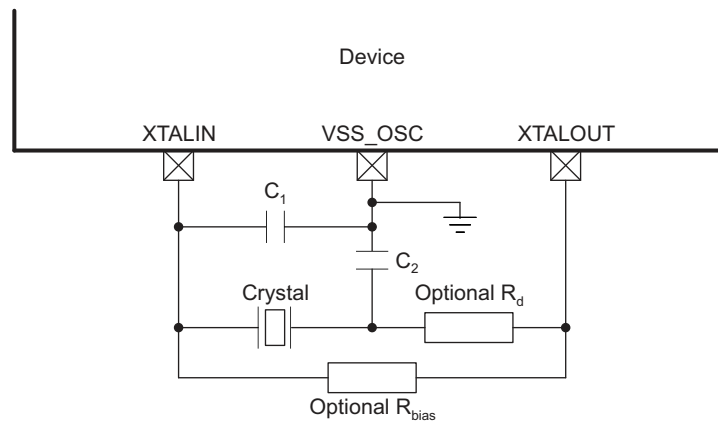 Device
XTALIN VSS_OSC XTALOUT
C1
C2
Crystal Optional Rd
Optional Rbias